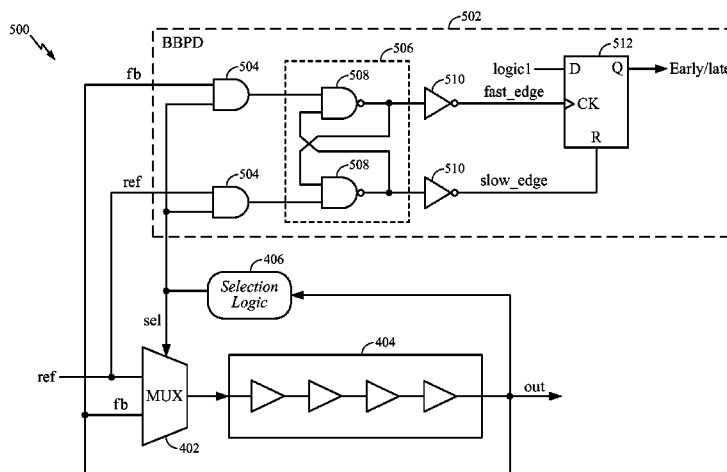 500
502
BBPD
fb
504
506
508
510
fast_edge
logic1
512
D
Q
CK
R
Early/late
ref
504
508
510
slow_edge
406
Selection
Logic
sel
404
ref
MUX
fb
402
out